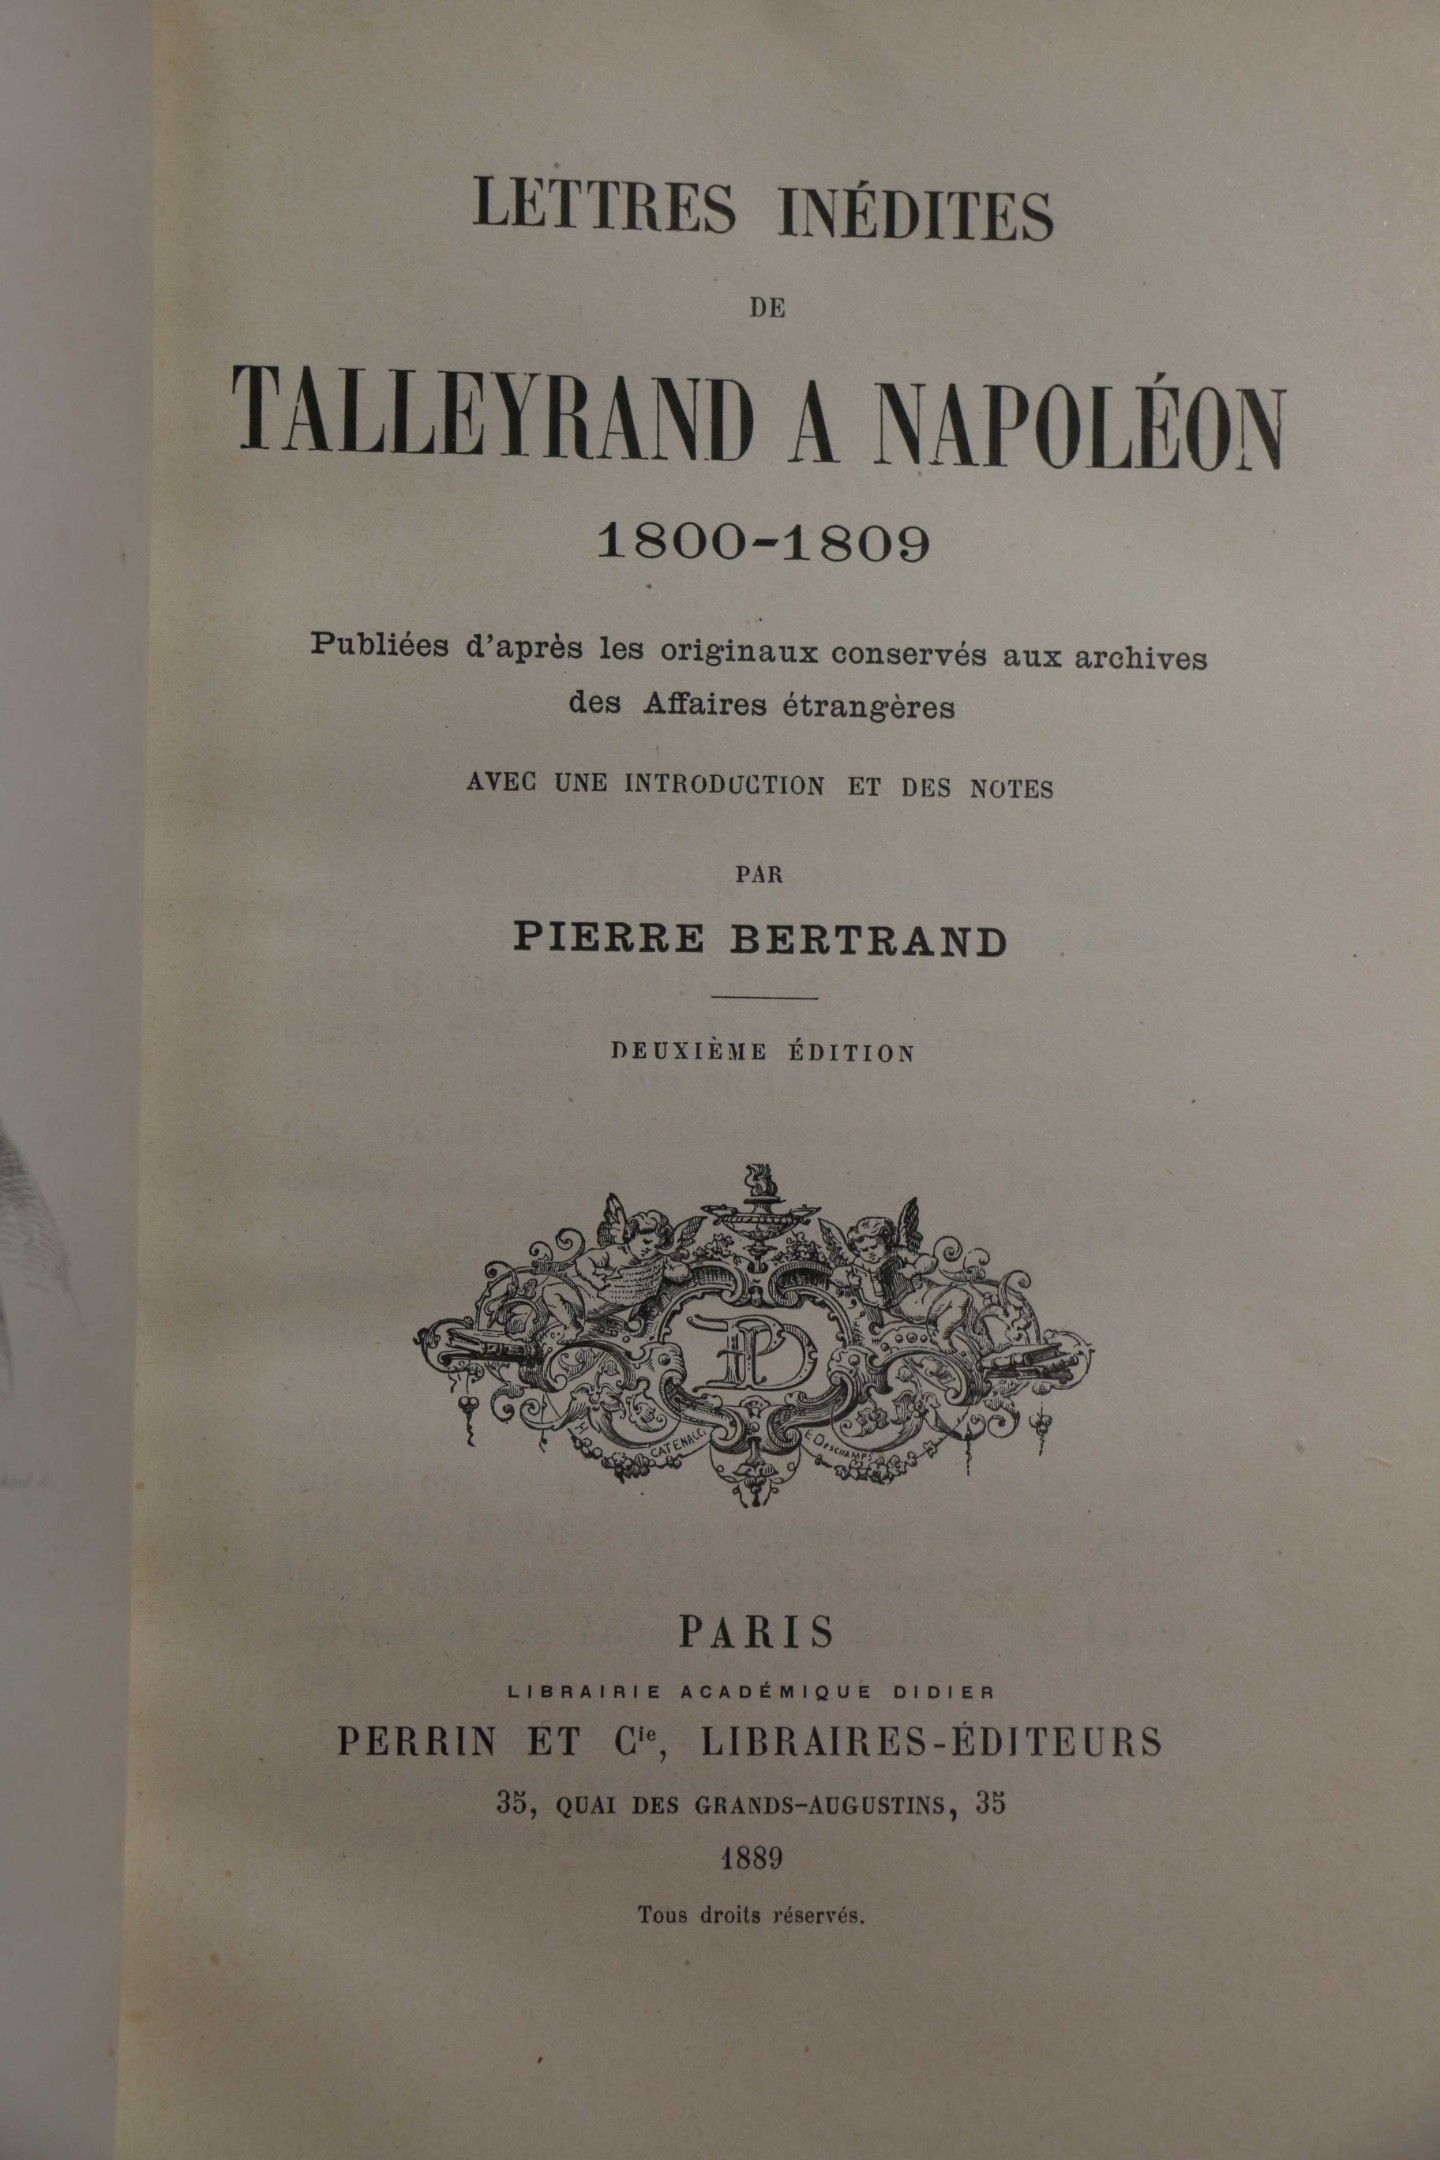 LETTRES INÉDITES
DE
TALLEYRAND A NAPOLÉON
1800-1809
Publiées d'après les originaux conservés aux archives
des Affaires étrangères
AVEC UNE INTRODUCTION ET DES NOTES
PAR
PIERRE BERTRAND
DEUXIÈME ÉDITION
H. CATENACCI
E. DESCHAMPS
PARIS
LIBRAIRIE ACADÉMIQUE DIDIER
PERRIN ET Cie, LIBRAIRES-ÉDITEURS
35, QUAI DES GRANDS-AUGUSTINS, 35
1889
Tous droits réservés.